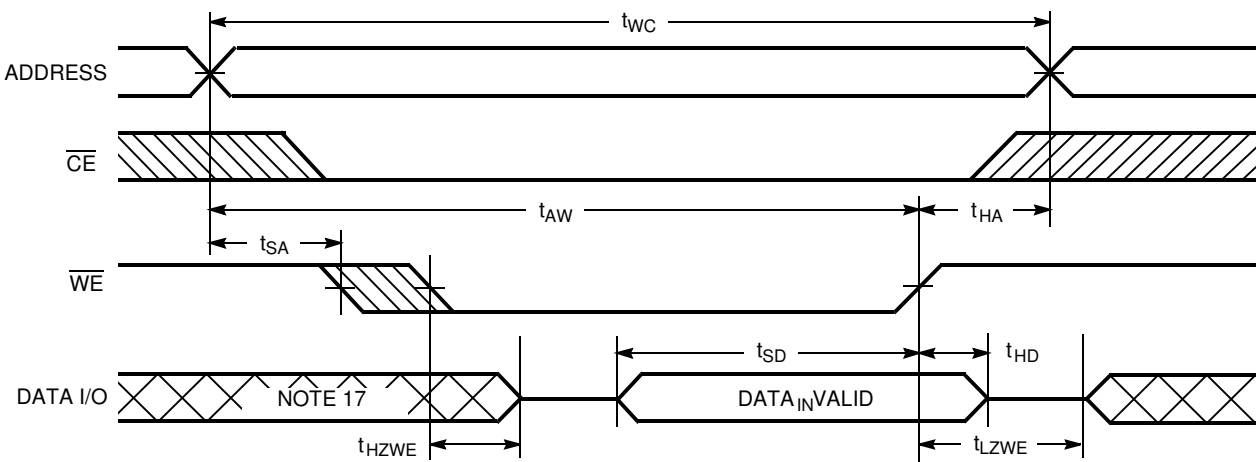 tWC
ADDRESS
CE
tAW
tHA
tSA
WE
tSD
tHD
DATA I/O
NOTE 17
DATAINVALID
tHZWE
tLZWE